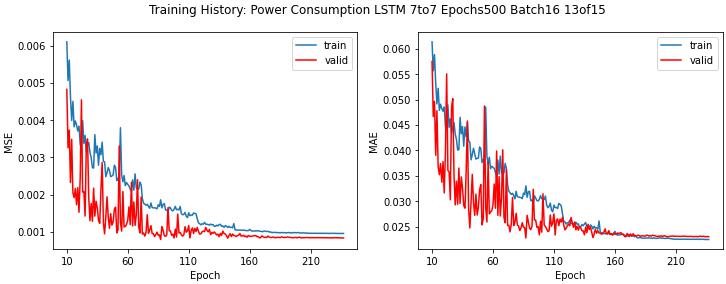 Training History: Power Consumption LSTM 7to7 Epochs500 Batch16 13of15
0.006
0.005
0.004
0.003
0.002
0.001
MSE
train
valid
10
60
110
160
210
Epoch
0.060
0.055
0.050
0.045
0.040
0.035
0.030
0.025
MAE
train
valid
10
60
110
160
210
Epoch